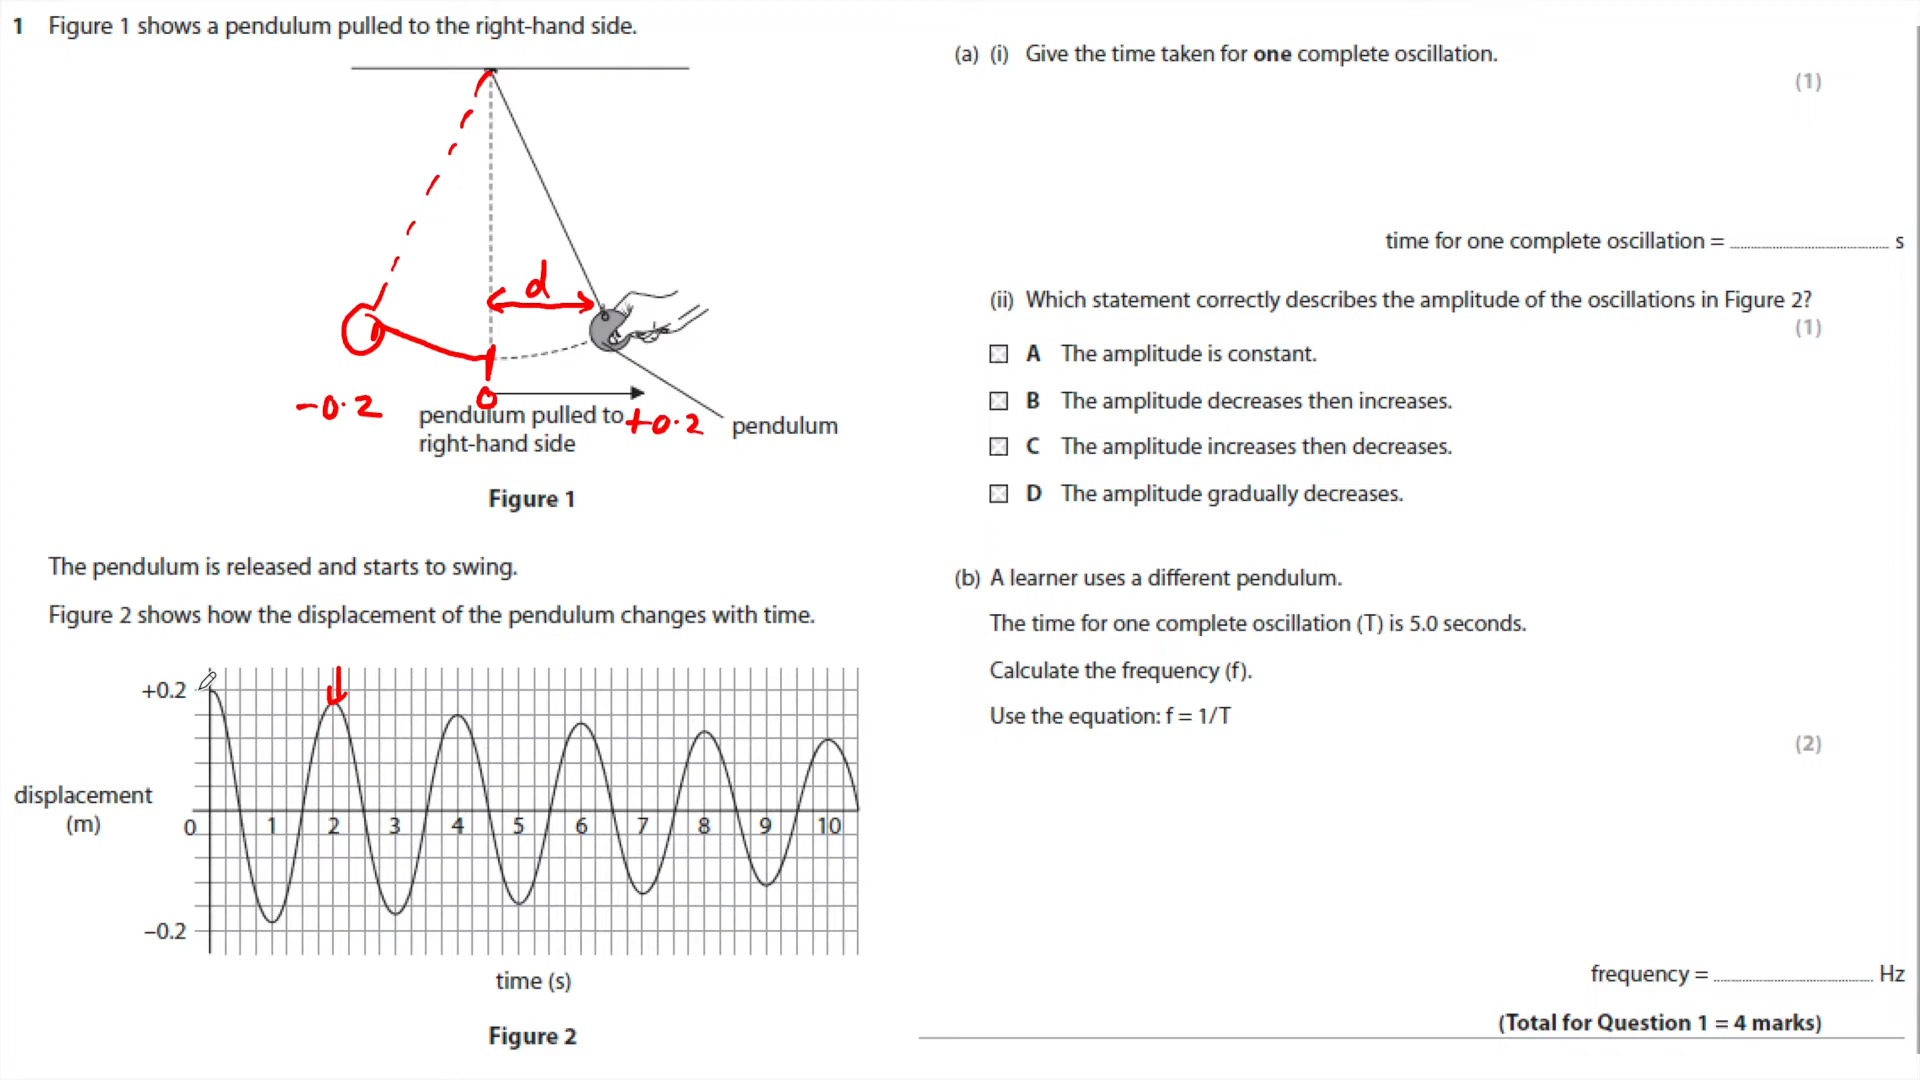 1 Figure 1 shows a pendulum pulled to the right-hand side.
d
-0.2
0
+0.2
pendulum pulled to
right-hand side
pendulum
Figure 1
The pendulum is released and starts to swing.
Figure 2 shows how the displacement of the pendulum changes with time.
+0.2
displacement
(m)
0 1 2 3 4 5 6 7 8 9 10
–0.2
time (s)
Figure 2
(a) (i) Give the time taken for one complete oscillation.
(1)
time for one complete oscillation = ............................................ s
(ii) Which statement correctly describes the amplitude of the oscillations in Figure 2?
(1)
A The amplitude is constant.
B The amplitude decreases then increases.
C The amplitude increases then decreases.
D The amplitude gradually decreases.
(b) A learner uses a different pendulum.
The time for one complete oscillation (T) is 5.0 seconds.
Calculate the frequency (f).
Use the equation: f = 1/T
(2)
frequency = ............................................ Hz
(Total for Question 1 = 4 marks)